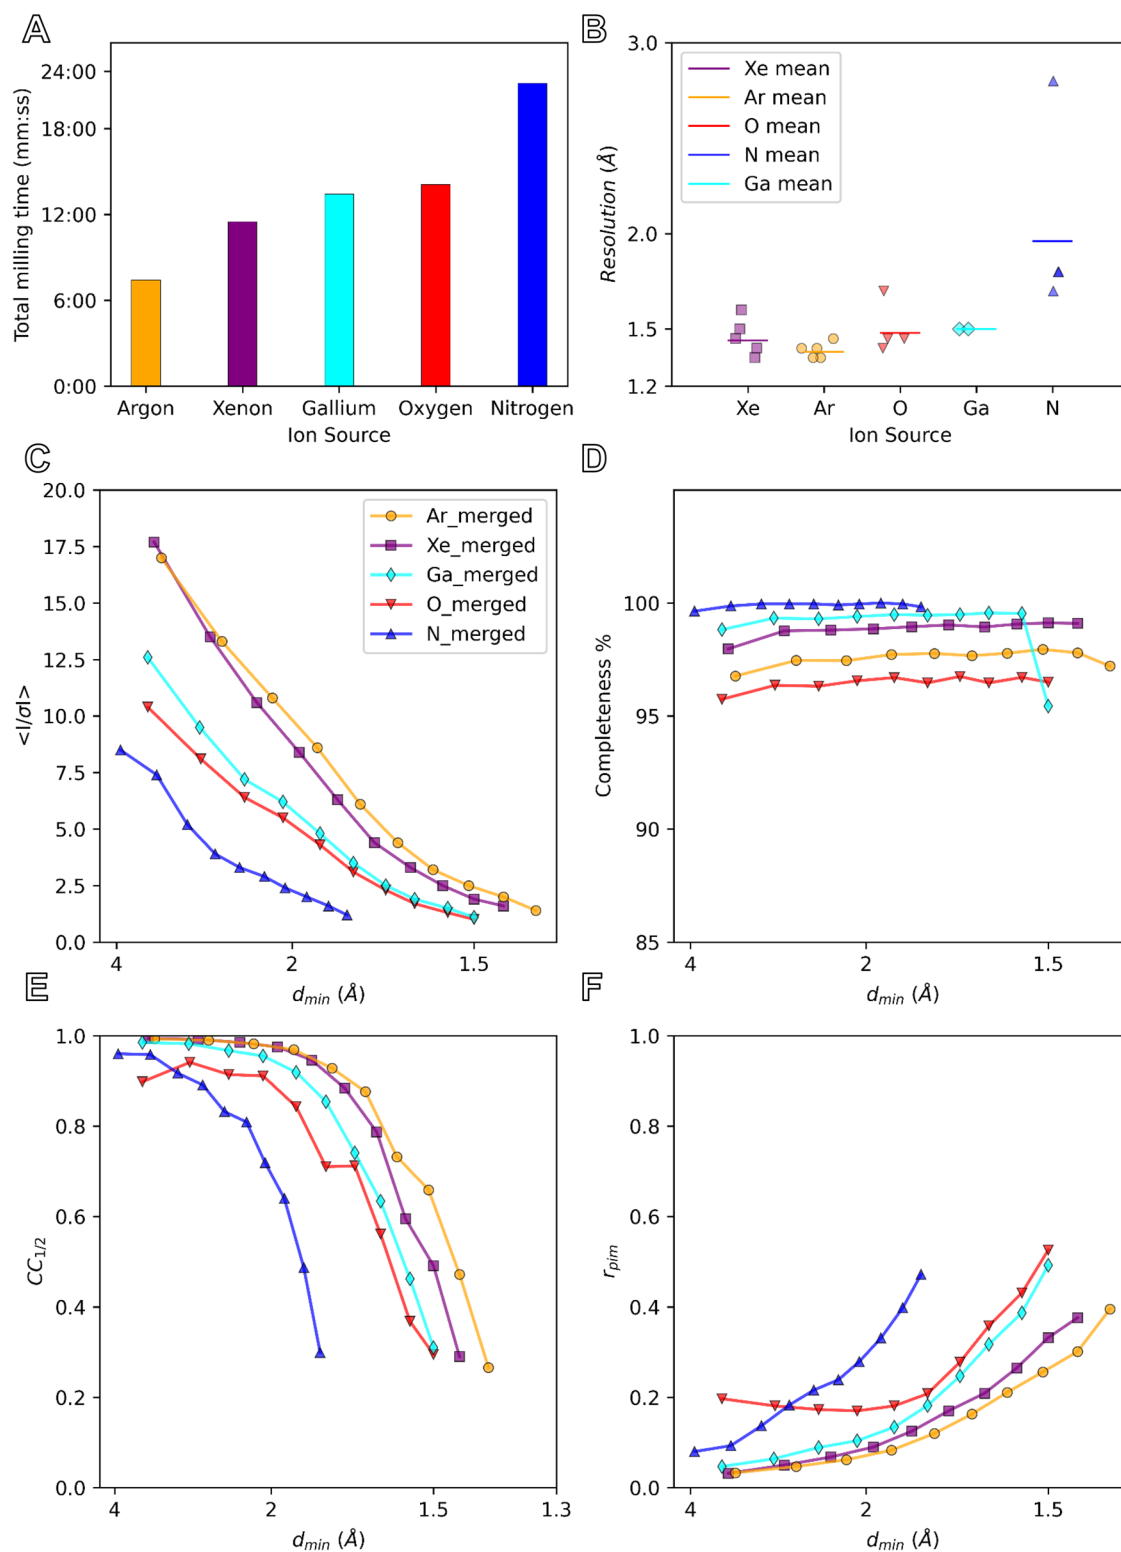 A
Total milling time (mm:ss)
24:00
18:00
12:00
6:00
0:00
Argon Xenon Gallium Oxygen Nitrogen
Ion Source
B
Resolution (Å)
3.0
2.0
1.5
1.2
Xe mean
Ar mean
O mean
N mean
Ga mean
Xe Ar O Ga N
Ion Source
C
<I/σI>
20.0
17.5
15.0
12.5
10.0
7.5
5.0
2.5
0.0
Ar_merged
Xe_merged
Ga_merged
O_merged
N_merged
4 2 1.5
dmin (Å)
D
Completeness %
100
95
90
85
4 2 1.5
dmin (Å)
E
CC1/2
1.0
0.8
0.6
0.4
0.2
0.0
4 2 1.5 1.3
dmin (Å)
F
rpim
1.0
0.8
0.6
0.4
0.2
0.0
4 2 1.5
dmin (Å)